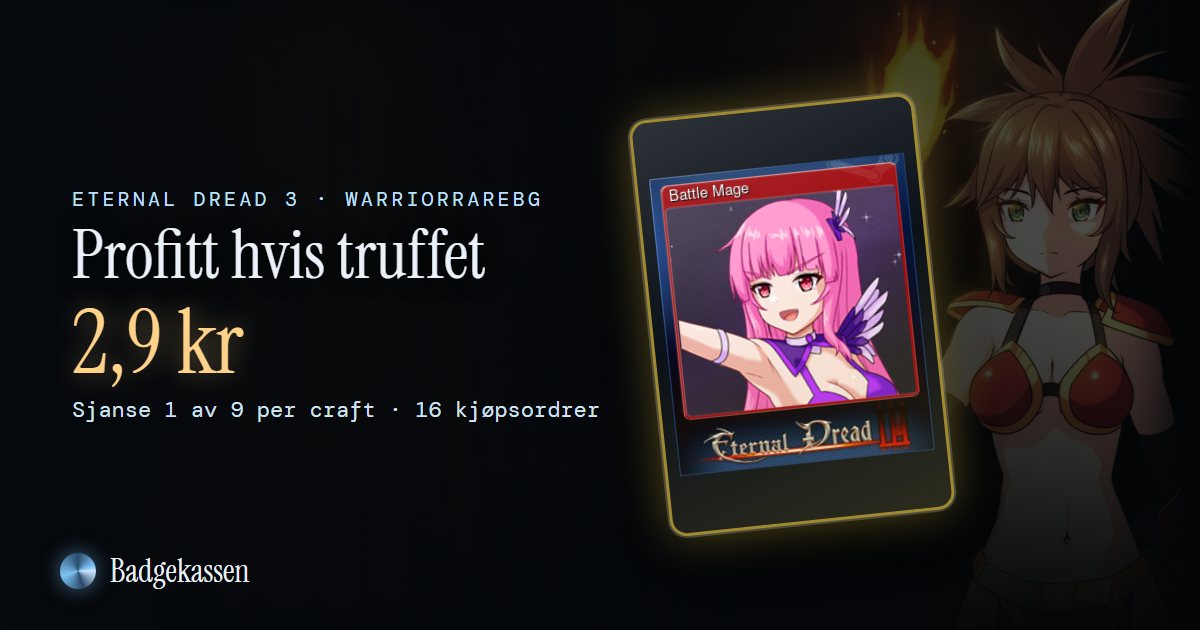 ETERNAL DREAD 3 · WARRIORRAREBG
Profitt hvis truffet
2,9 kr
Sjanse 1 av 9 per craft · 16 kjøpsordrer
Battle Mage
Eternal Dread III
Badgekassen